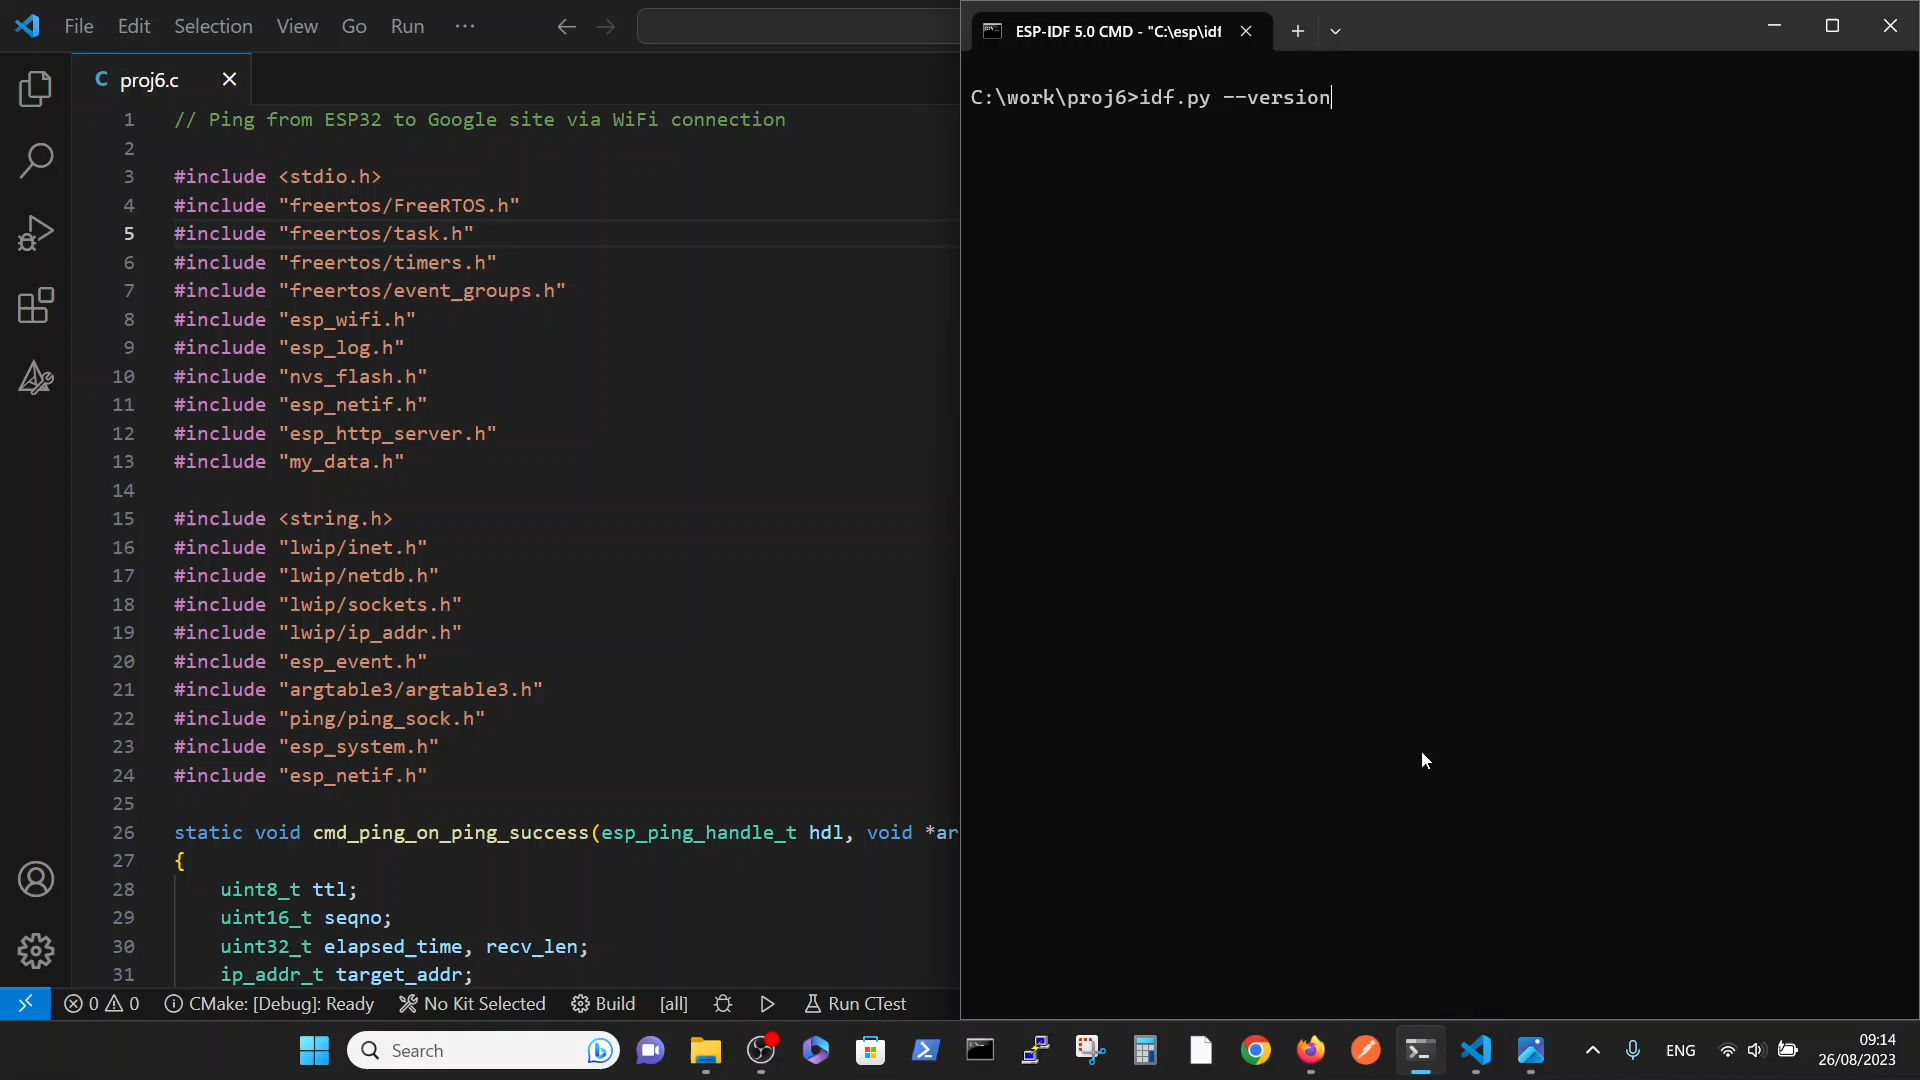 File Edit Selection View Go Run ···
C proj6.c
1 // Ping from ESP32 to Google site via WiFi connection
2
3 #include <stdio.h>
4 #include "freertos/FreeRTOS.h"
5 #include "freertos/task.h"
6 #include "freertos/timers.h"
7 #include "freertos/event_groups.h"
8 #include "esp_wifi.h"
9 #include "esp_log.h"
10 #include "nvs_flash.h"
11 #include "esp_netif.h"
12 #include "esp_http_server.h"
13 #include "my_data.h"
14
15 #include <string.h>
16 #include "lwip/inet.h"
17 #include "lwip/netdb.h"
18 #include "lwip/sockets.h"
19 #include "lwip/ip_addr.h"
20 #include "esp_event.h"
21 #include "argtable3/argtable3.h"
22 #include "ping/ping_sock.h"
23 #include "esp_system.h"
24 #include "esp_netif.h"
25
26 static void cmd_ping_on_ping_success(esp_ping_handle_t hdl, void *ar
27 {
28     uint8_t ttl;
29     uint16_t seqno;
30     uint32_t elapsed_time, recv_len;
31     ip_addr_t target_addr;
0 0 CMake: [Debug]: Ready No Kit Selected Build [all] Run CTest
ESP-IDF 5.0 CMD - "C:\esp\idf
C:\work\proj6>idf.py --version
Search
ENG
09:14
26/08/2023